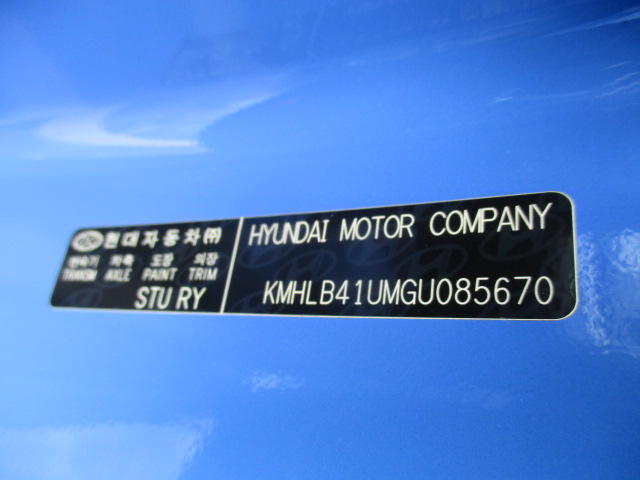 현대자동차㈜
변속기 차축 도장 의장
TRANSM AXLE PAINT TRIM
STU RY
HYUNDAI MOTOR COMPANY
KMHLB41UMGU085670